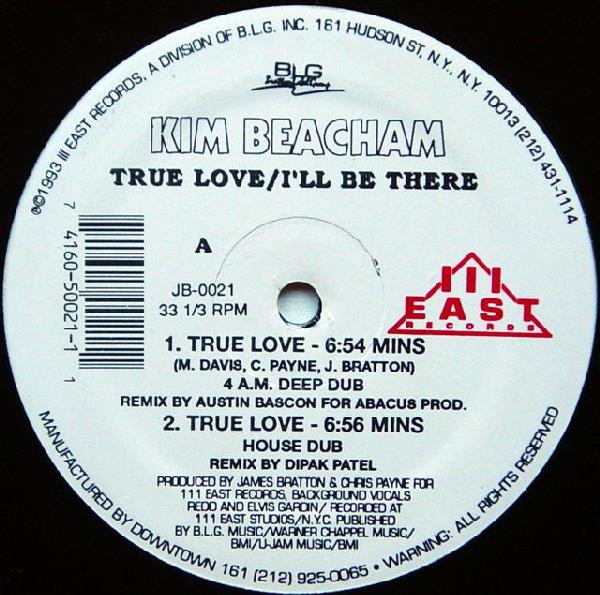 ℗©1993 III EAST RECORDS, A DIVISION OF B.L.G. INC. 161 HUDSON ST, N.Y., N.Y. 10013 (212) 431-1114
BLG
KIM BEACHAM
TRUE LOVE/I'LL BE THERE
7 4160-50021-1 1
A
JB-0021
33 1/3 RPM
III
EAST
RECORDS
1. TRUE LOVE - 6:54 MINS
(M. DAVIS, C. PAYNE, J. BRATTON)
4 A.M. DEEP DUB
REMIX BY AUSTIN BASCON FOR ABACUS PROD.
2. TRUE LOVE - 6:56 MINS
HOUSE DUB
REMIX BY DIPAK PATEL
PRODUCED BY JAMES BRATTON & CHRIS PAYNE FOR
111 EAST RECORDS, BACKGROUND VOCALS
REDD AND ELVIS GARDIN/ RECORDED AT
111 EAST STUDIOS/N.Y.C. PUBLISHED
BY B.L.G. MUSIC/WARNER CHAPPEL MUSIC/
BMI/U-JAM MUSIC/BMI
MANUFACTURED BY DOWNTOWN 161 (212) 925-0065 • WARNING: ALL RIGHTS RESERVED